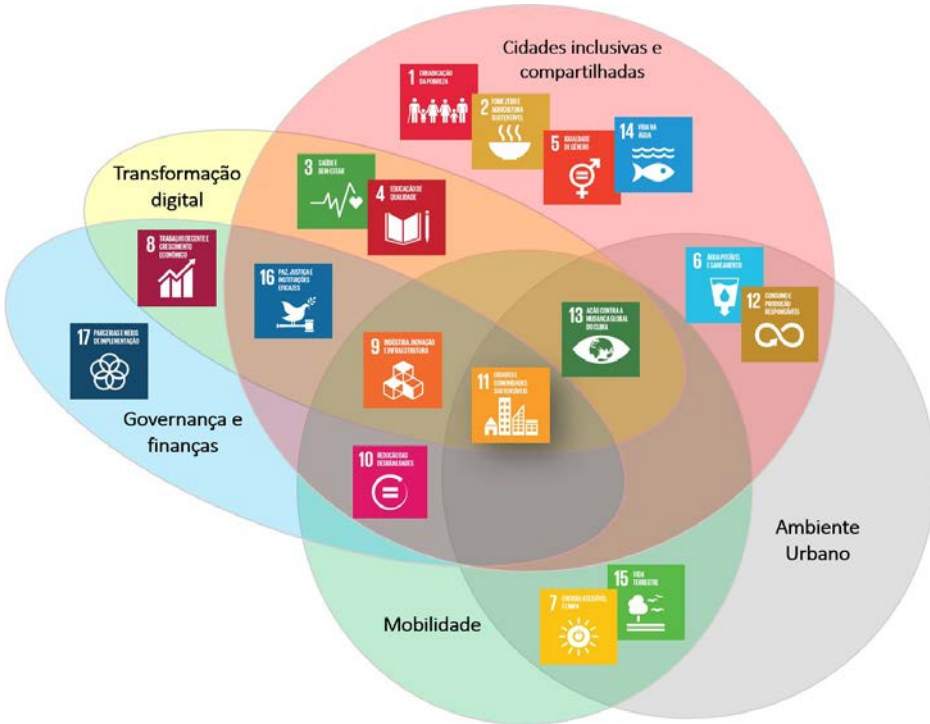 Cidades inclusivas e
compartilhadas
1 ERRADICAÇÃO
DA POBREZA
2 FOME ZERO E
AGRICULTURA
SUSTENTÁVEL
5 IGUALDADE
DE GÊNERO
14 VIDA NA
ÁGUA
Transformação
digital
3 SAÚDE E
BEM-ESTAR
4 EDUCAÇÃO DE
QUALIDADE
8 TRABALHO DECENTE E
CRESCIMENTO
ECONÔMICO
16 PAZ, JUSTIÇA E
INSTITUIÇÕES
EFICAZES
6 ÁGUA POTÁVEL
E SANEAMENTO
12 CONSUMO E
PRODUÇÃO
RESPONSÁVEIS
13 AÇÃO CONTRA A
MUDANÇA GLOBAL
DO CLIMA
17 PARCERIAS E MEIOS
DE IMPLEMENTAÇÃO
9 INDÚSTRIA, INOVAÇÃO
E INFRAESTRUTURA
11 CIDADES E
COMUNIDADES
SUSTENTÁVEIS
Governança e
finanças
10 REDUÇÃO DAS
DESIGUALDADES
Ambiente
Urbano
Mobilidade
7 ENERGIA ACESSÍVEL
E LIMPA
15 VIDA
TERRESTRE